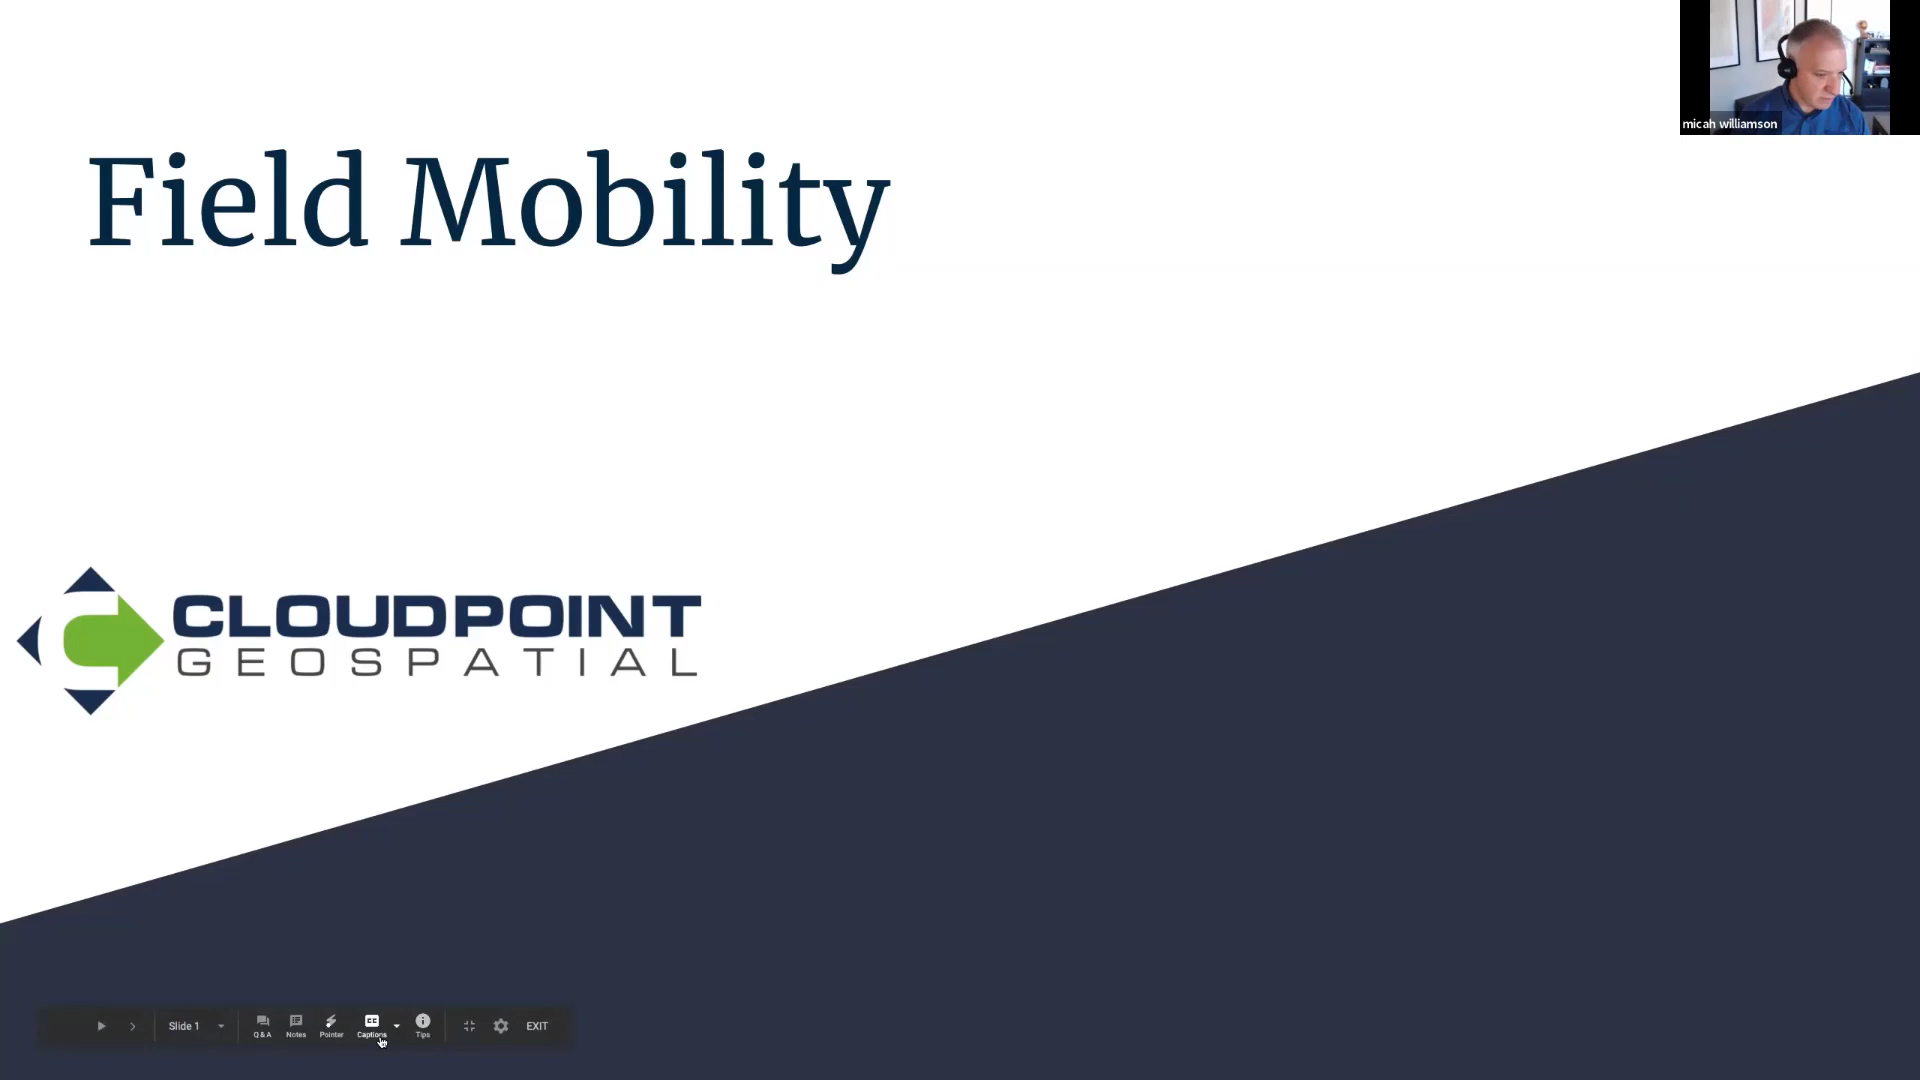 micah williamson
Field Mobility
CLOUDPOINT
GEOSPATIAL
Slide 1
Q & A
Notes
Pointer
CC
Captions
Tips
EXIT